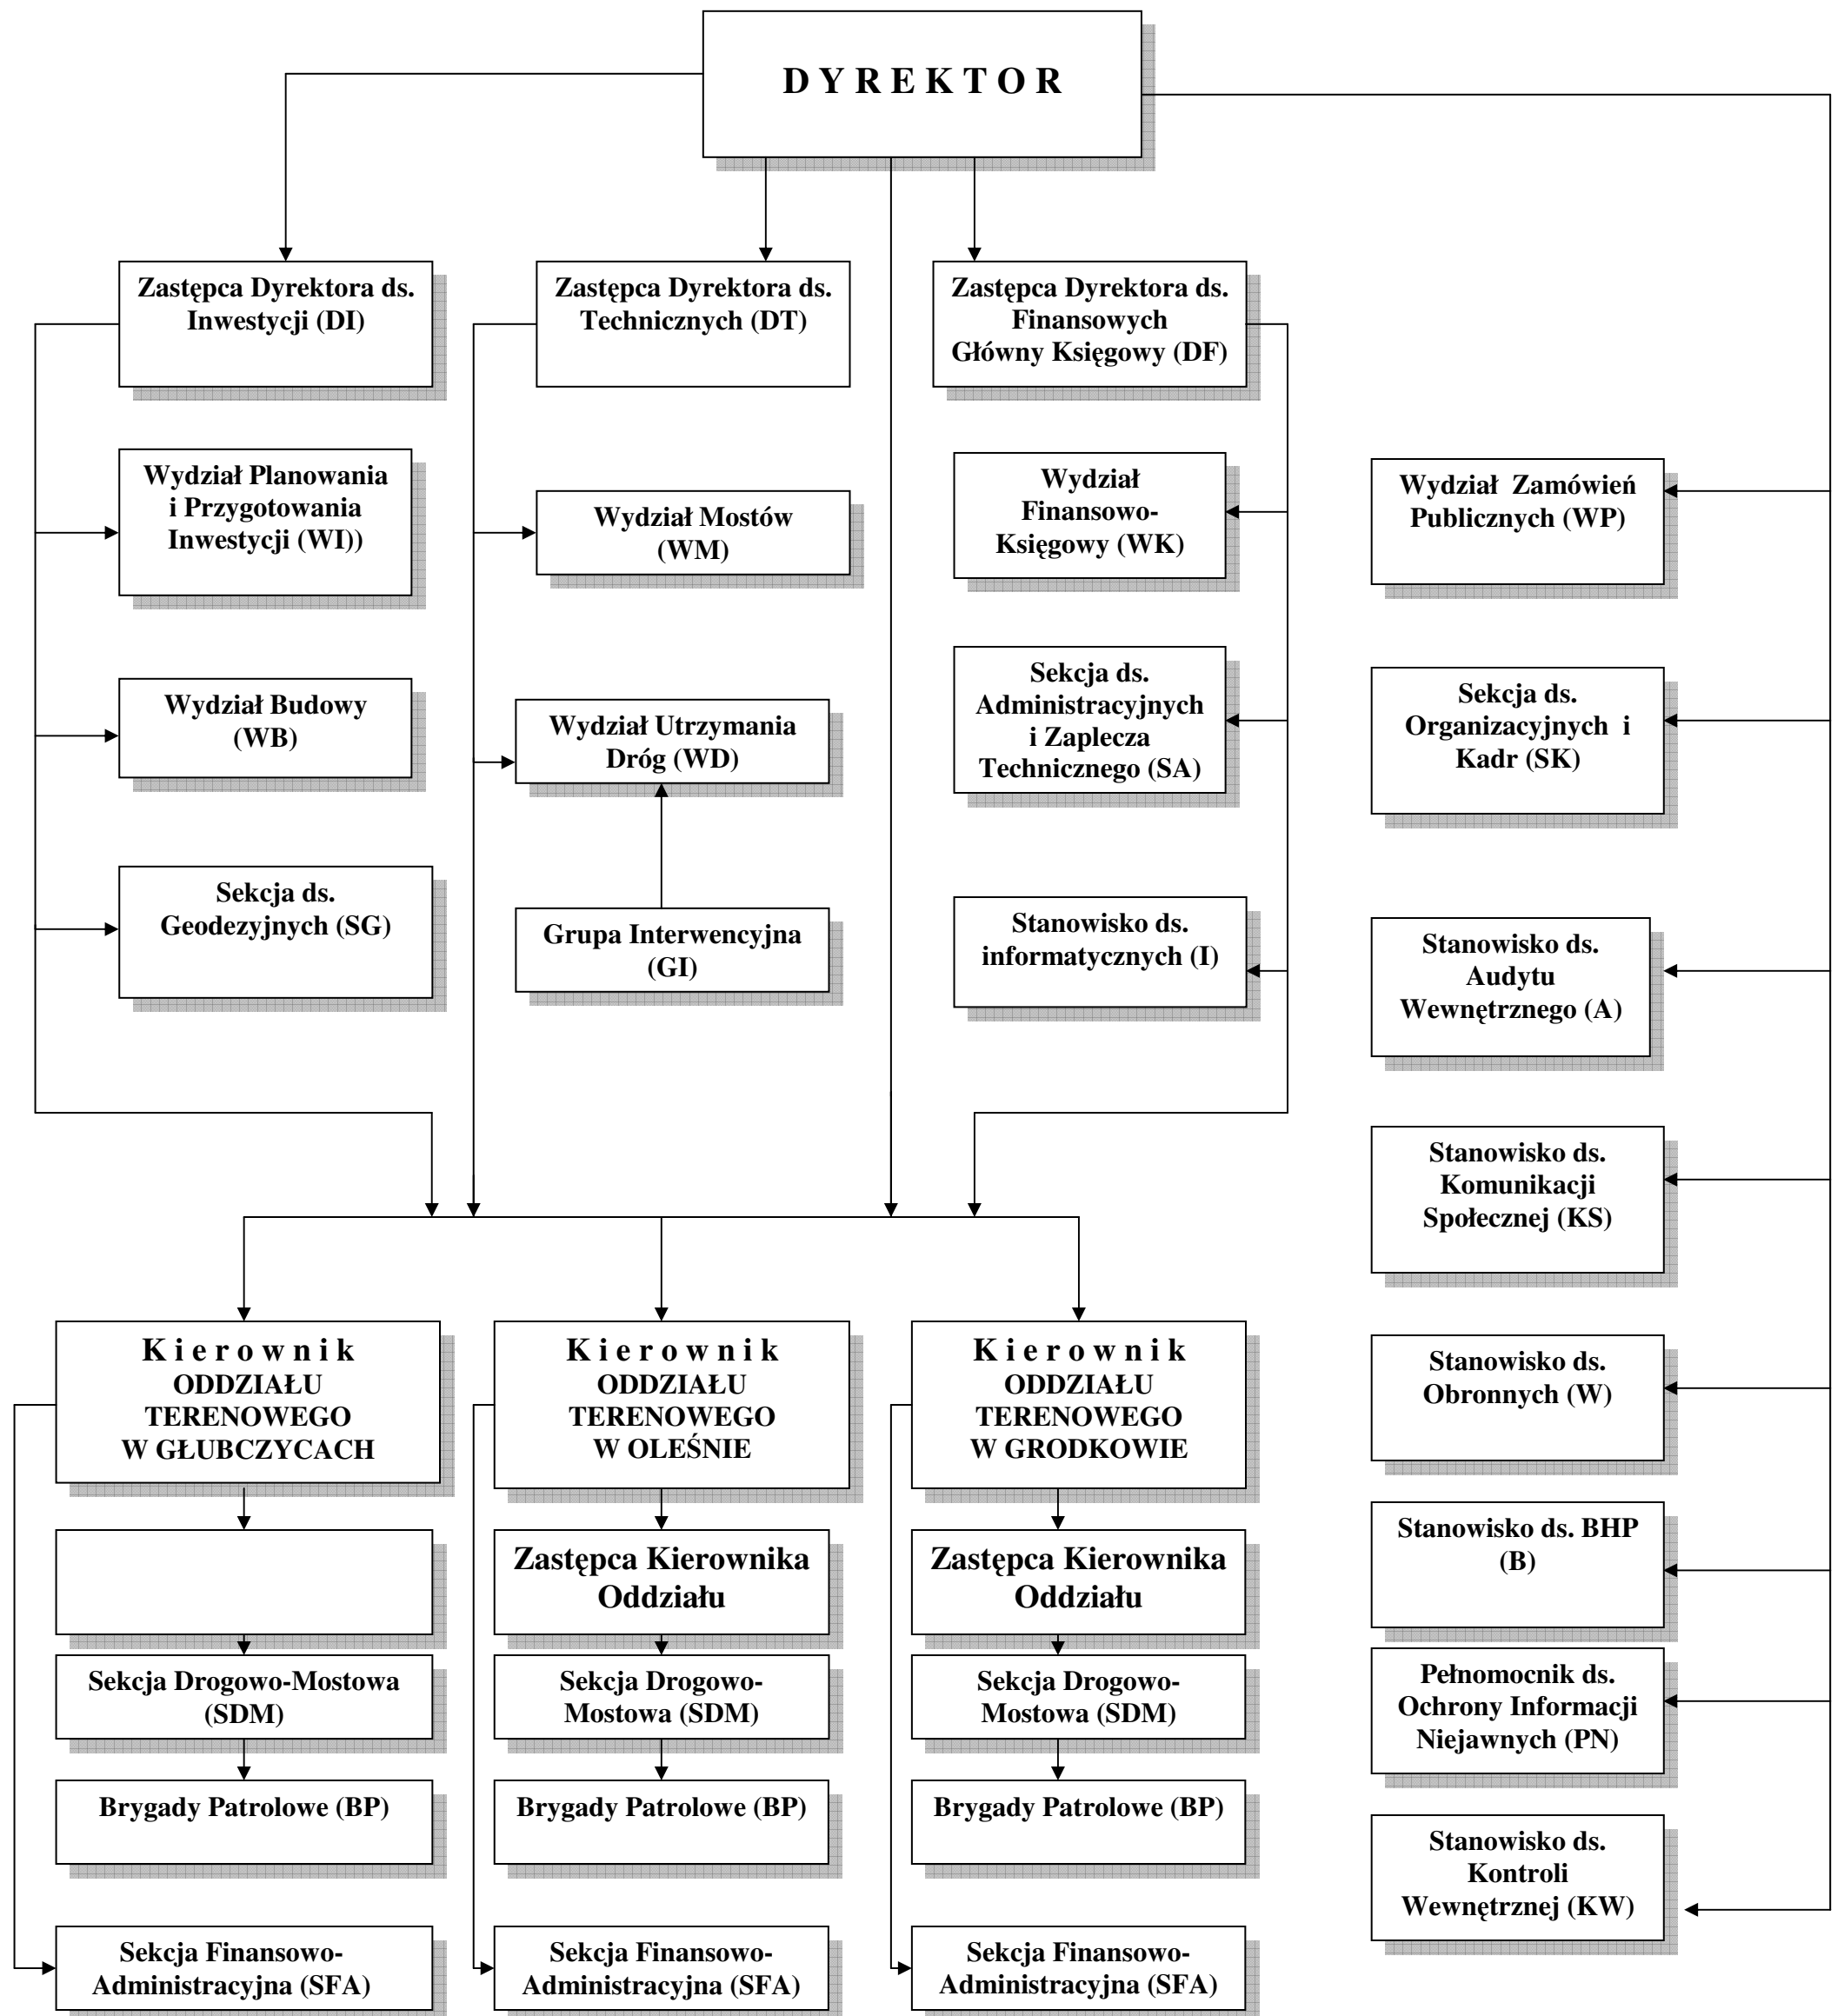 D Y R E K T O R
Zastępca Dyrektora ds.
Inwestycji (DI)
Zastępca Dyrektora ds.
Technicznych (DT)
Zastępca Dyrektora ds.
Finansowych
Główny Księgowy (DF)
Wydział Planowania
i Przygotowania
Inwestycji (WI))
Wydział Mostów
(WM)
Wydział
Finansowo-
Księgowy (WK)
Wydział Zamówień
Publicznych (WP)
Wydział Budowy
(WB)
Wydział Utrzymania
Dróg (WD)
Sekcja ds.
Administracyjnych
i Zaplecza
Technicznego (SA)
Sekcja ds.
Organizacyjnych i
Kadr (SK)
Sekcja ds.
Geodezyjnych (SG)
Grupa Interwencyjna
(GI)
Stanowisko ds.
informatycznych (I)
Stanowisko ds.
Audytu
Wewnętrznego (A)
Stanowisko ds.
Komunikacji
Społecznej (KS)
K i e r o w n i k
ODDZIAŁU
TERENOWEGO
W GŁUBCZYCACH
K i e r o w n i k
ODDZIAŁU
TERENOWEGO
W OLEŚNIE
K i e r o w n i k
ODDZIAŁU
TERENOWEGO
W GRODKOWIE
Stanowisko ds.
Obronnych (W)
Zastępca Kierownika
Oddziału
Zastępca Kierownika
Oddziału
Stanowisko ds. BHP
(B)
Sekcja Drogowo-Mostowa
(SDM)
Sekcja Drogowo-
Mostowa (SDM)
Sekcja Drogowo-
Mostowa (SDM)
Pełnomocnik ds.
Ochrony Informacji
Niejawnych (PN)
Brygady Patrolowe (BP)
Brygady Patrolowe (BP)
Brygady Patrolowe (BP)
Stanowisko ds.
Kontroli
Wewnętrznej (KW)
Sekcja Finansowo-
Administracyjna (SFA)
Sekcja Finansowo-
Administracyjna (SFA)
Sekcja Finansowo-
Administracyjna (SFA)